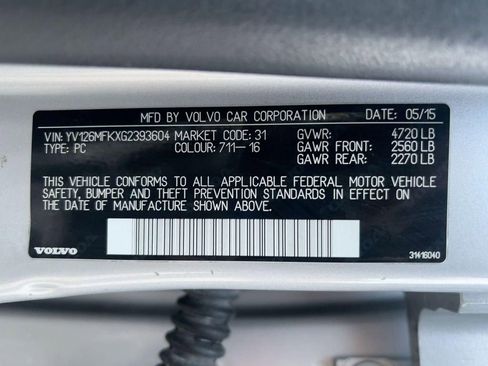 MFD BY VOLVO CAR CORPORATION DATE: 05/15
VIN: YV126MFKXG2393604 MARKET CODE: 31 GVWR: 4720 LB
TYPE: PC COLOUR: 711-16 GAWR FRONT: 2560 LB
GAWR REAR: 2270 LB
THIS VEHICLE CONFORMS TO ALL APPLICABLE FEDERAL MOTOR VEHICLE
SAFETY, BUMPER AND THEFT PREVENTION STANDARDS IN EFFECT ON
THE DATE OF MANUFACTURE SHOWN ABOVE.
VOLVO 31416040